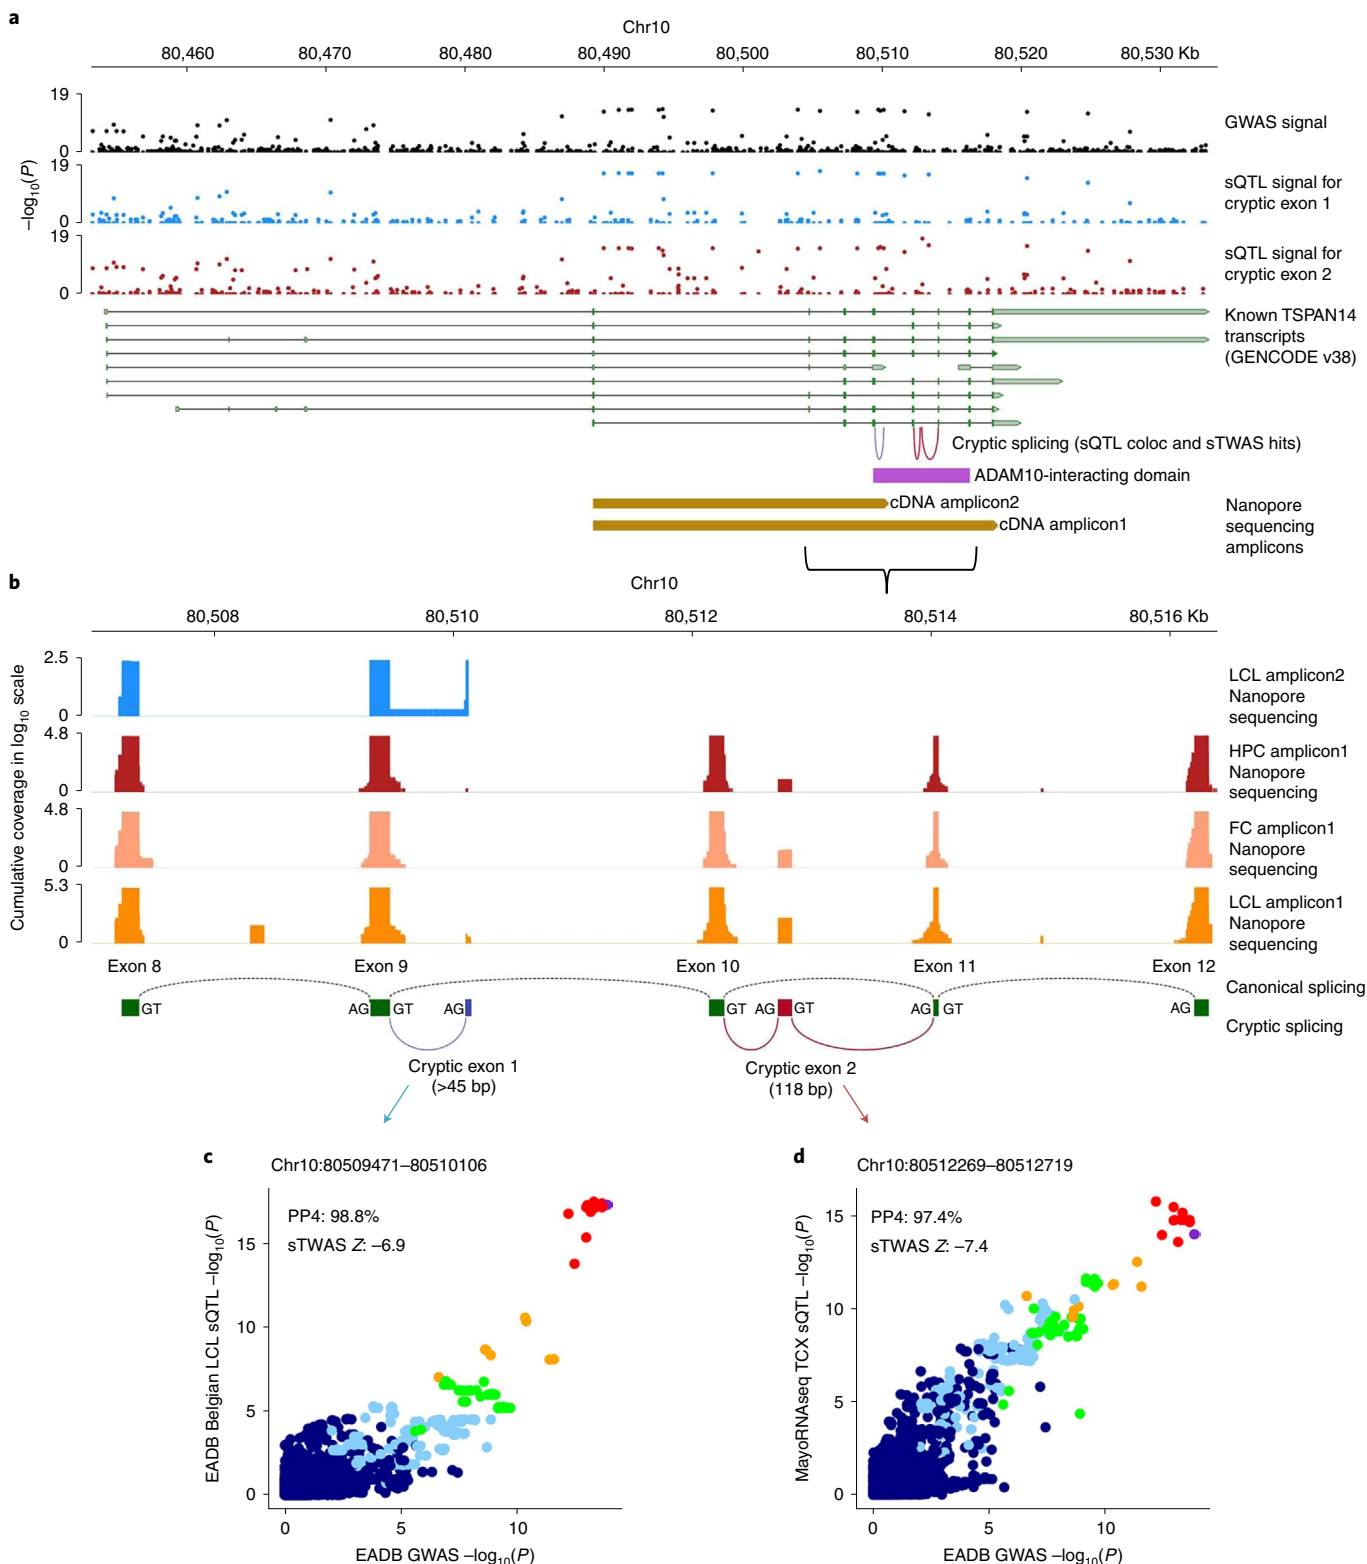 a
Chr10
80,460 80,470 80,480 80,490 80,500 80,510 80,520 80,530 Kb
–log10(P)
19
0
GWAS signal
19
0
sQTL signal for
cryptic exon 1
19
0
sQTL signal for
cryptic exon 2
Known TSPAN14
transcripts
(GENCODE v38)
Cryptic splicing (sQTL coloc and sTWAS hits)
ADAM10-interacting domain
cDNA amplicon2
cDNA amplicon1
Nanopore
sequencing
amplicons
b
Chr10
80,508 80,510 80,512 80,514 80,516 Kb
Cumulative coverage in log10 scale
2.5
0
LCL amplicon2
Nanopore
sequencing
4.8
0
HPC amplicon1
Nanopore
sequencing
4.8
0
FC amplicon1
Nanopore
sequencing
5.3
0
LCL amplicon1
Nanopore
sequencing
Exon 8 Exon 9 Exon 10 Exon 11 Exon 12
Canonical splicing
GT AG GT AG GT AG GT AG GT AG
Cryptic splicing
Cryptic exon 1
(>45 bp)
Cryptic exon 2
(118 bp)
c
Chr10:80509471–80510106
PP4: 98.8%
sTWAS Z: –6.9
EADB Belgian LCL sQTL –log10(P)
15
10
5
0
0 5 10
EADB GWAS –log10(P)
d
Chr10:80512269–80512719
PP4: 97.4%
sTWAS Z: –7.4
MayoRNAseq TCX sQTL –log10(P)
15
10
5
0
0 5 10
EADB GWAS –log10(P)